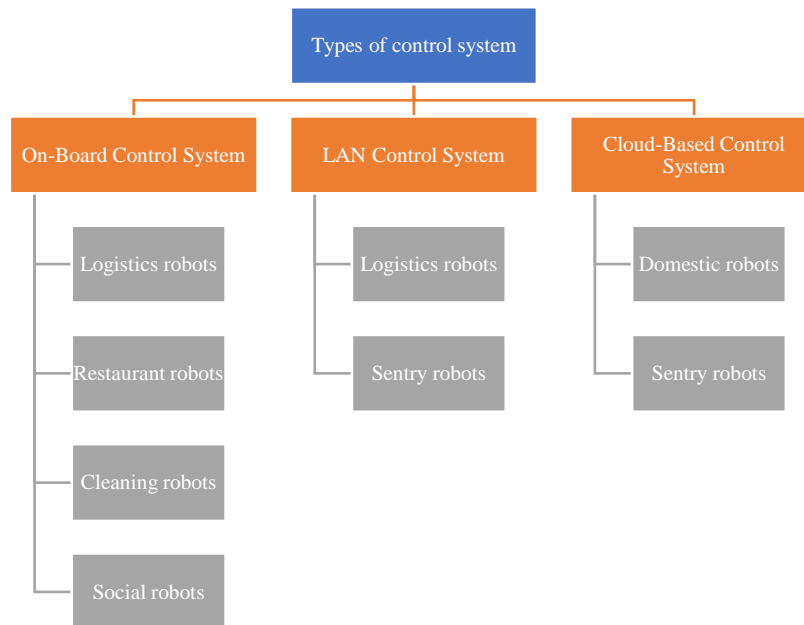 Types of control system
On-Board Control System
Logistics robots
Restaurant robots
Cleaning robots
Social robots
LAN Control System
Logistics robots
Sentry robots
Cloud-Based Control
System
Domestic robots
Sentry robots